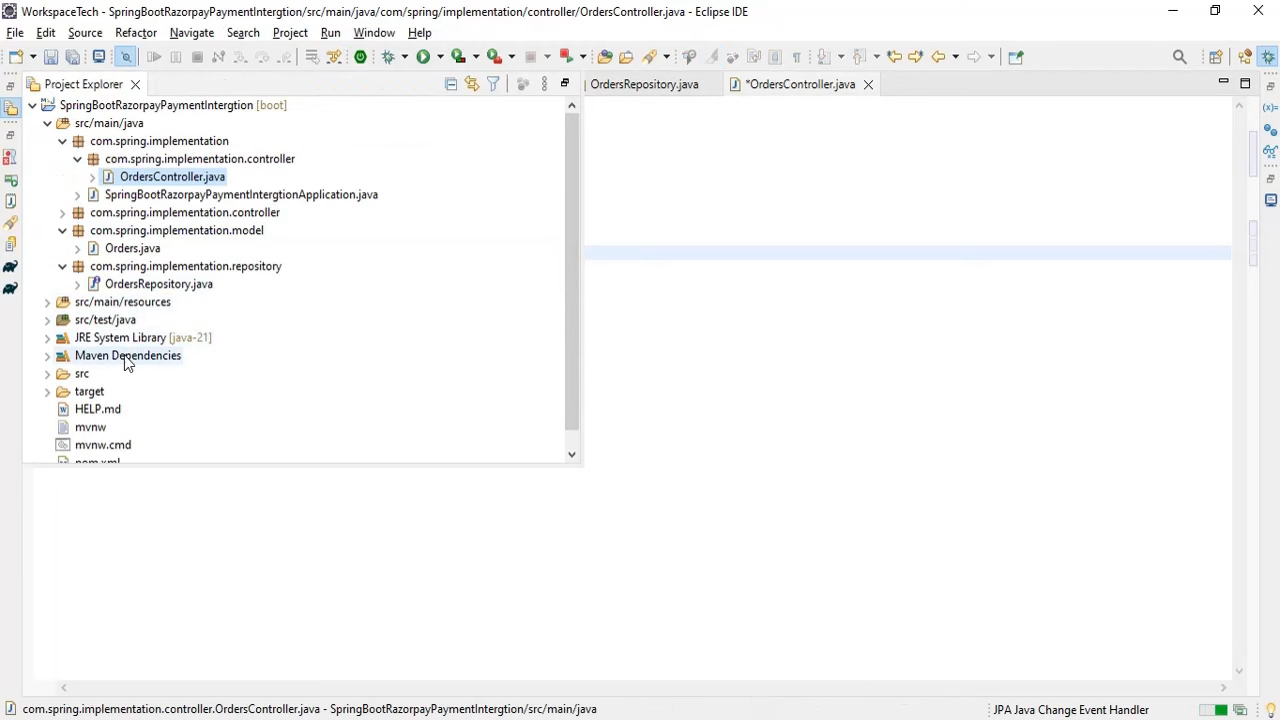 WorkspaceTech - SpringBootRazorpayPaymentIntergtion/src/main/java/com/spring/implementation/controller/OrdersController.java - Eclipse IDE
File Edit Source Refactor Navigate Search Project Run Window Help
Project Explorer
OrdersRepository.java
*OrdersController.java
SpringBootRazorpayPaymentIntergtion [boot]
src/main/java
com.spring.implementation
com.spring.implementation.controller
OrdersController.java
SpringBootRazorpayPaymentIntergtionApplication.java
com.spring.implementation.controller
com.spring.implementation.model
Orders.java
com.spring.implementation.repository
OrdersRepository.java
src/main/resources
src/test/java
JRE System Library [java-21]
Maven Dependencies
src
target
HELP.md
mvnw
mvnw.cmd
pom.xml
com.spring.implementation.controller.OrdersController.java - SpringBootRazorpayPaymentIntergtion/src/main/java
JPA Java Change Event Handler